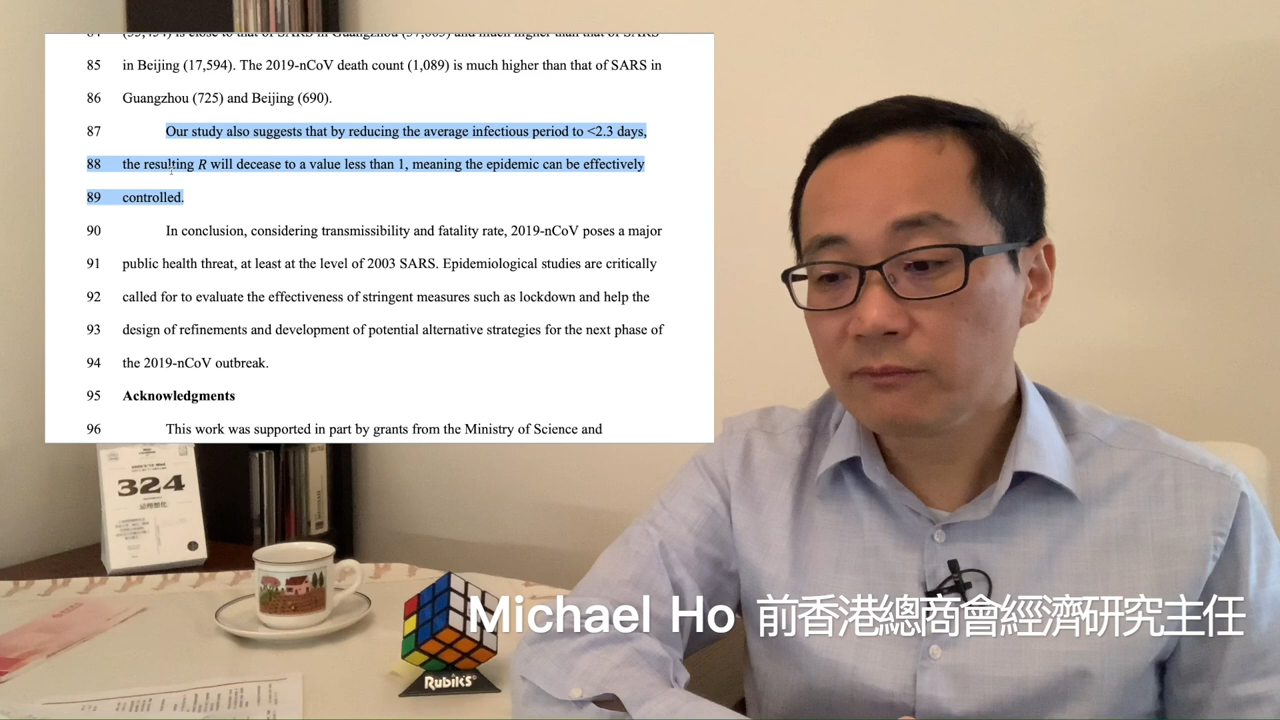 in Beijing (17,594). The 2019-nCoV death count (1,089) is much higher than that of SARS in
85
86 Guangzhou (725) and Beijing (690).
87 Our study also suggests that by reducing the average infectious period to <2.3 days,
88 the resulting R will decease to a value less than 1, meaning the epidemic can be effectively
89 controlled.
90 In conclusion, considering transmissibility and fatality rate, 2019-nCoV poses a major
91 public health threat, at least at the level of 2003 SARS. Epidemiological studies are critically
92 called for to evaluate the effectiveness of stringent measures such as lockdown and help the
93 design of refinements and development of potential alternative strategies for the next phase of
94 the 2019-nCoV outbreak.
95 Acknowledgments
96 This work was supported in part by grants from the Ministry of Science and
324
Michael Ho 前香港總商會經濟研究主任
Rubik's